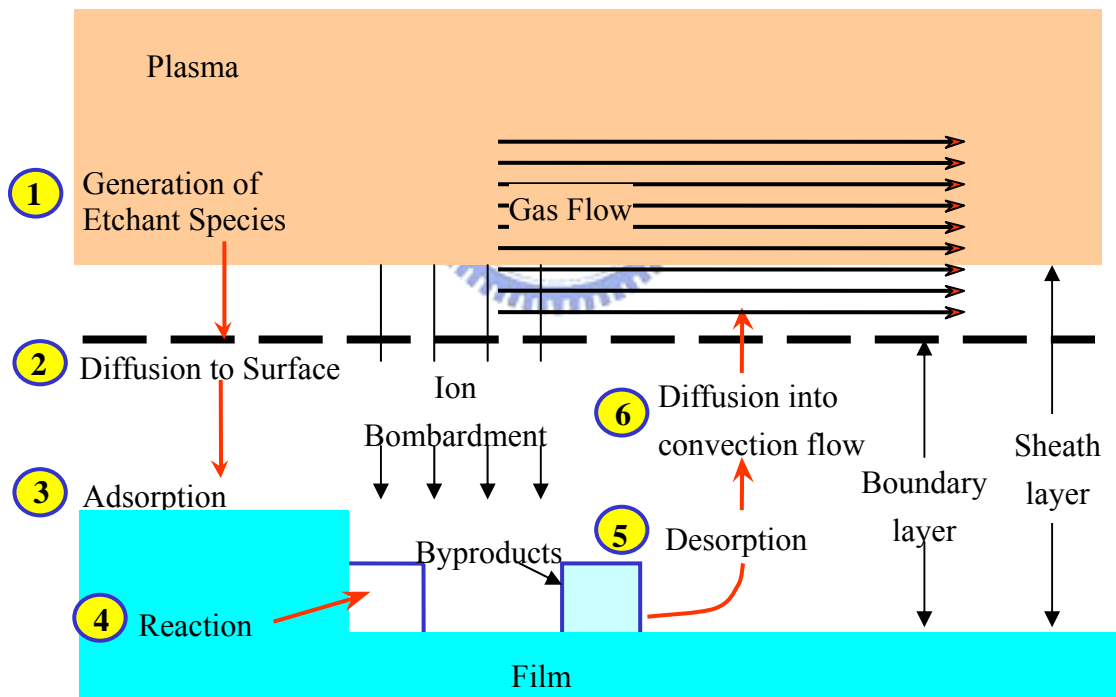 Plasma
1
Generation of
Etchant Species
Gas Flow
2
Diffusion to Surface
Ion
Bombardment
6
Diffusion into
convection flow
Boundary
layer
Sheath
layer
3
Adsorption
5
Desorption
Byproducts
4
Reaction
Film